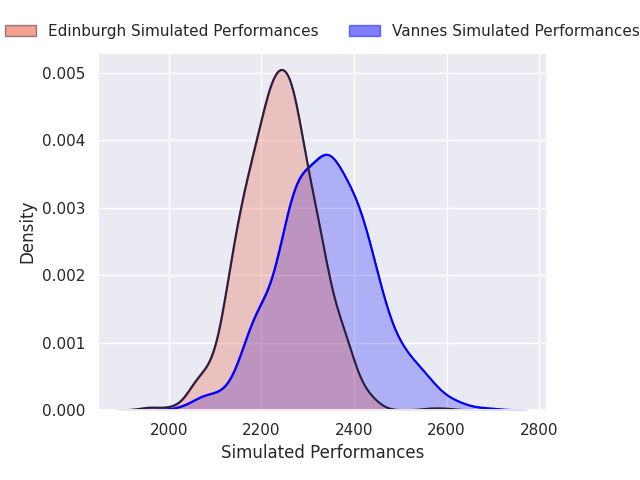 Edinburgh Simulated Performances
Vannes Simulated Performances
0.005
0.004
0.003
0.002
0.001
0.000
Density
2000
2200
2400
2600
2800
Simulated Performances